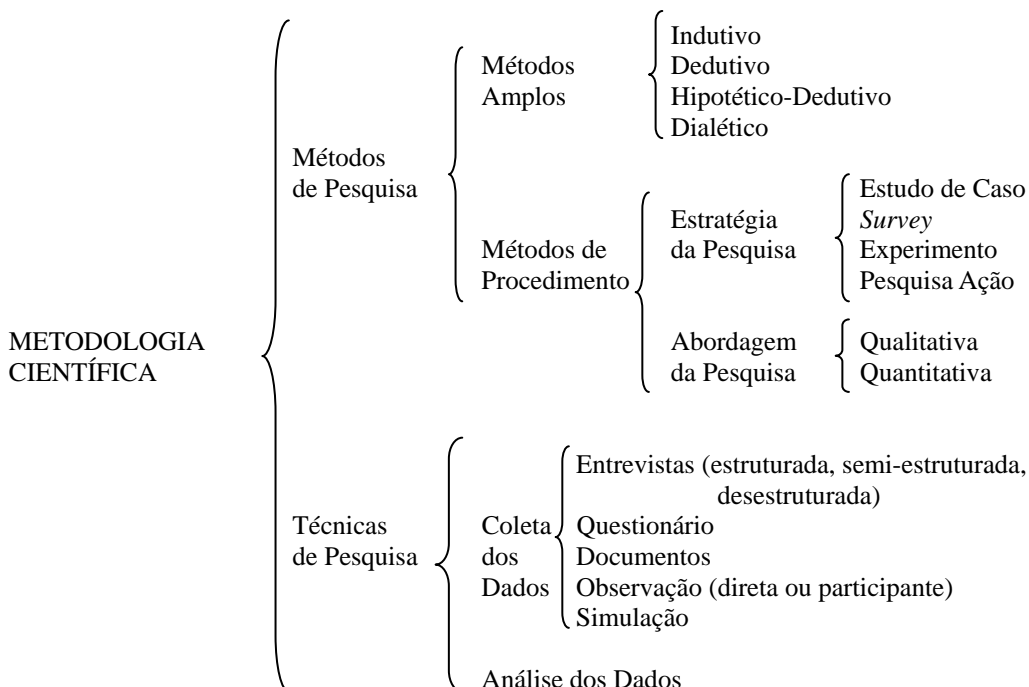 METODOLOGIA
CIENTÍFICA
Métodos
de Pesquisa
Métodos
Amplos
Indutivo
Dedutivo
Hipotético-Dedutivo
Dialético
Métodos de
Procedimento
Estratégia
da Pesquisa
Estudo de Caso
Survey
Experimento
Pesquisa Ação
Abordagem
da Pesquisa
Qualitativa
Quantitativa
Técnicas
de Pesquisa
Coleta
dos
Dados
Entrevistas (estruturada, semi-estruturada,
desestruturada)
Questionário
Documentos
Observação (direta ou participante)
Simulação
Análise dos Dados